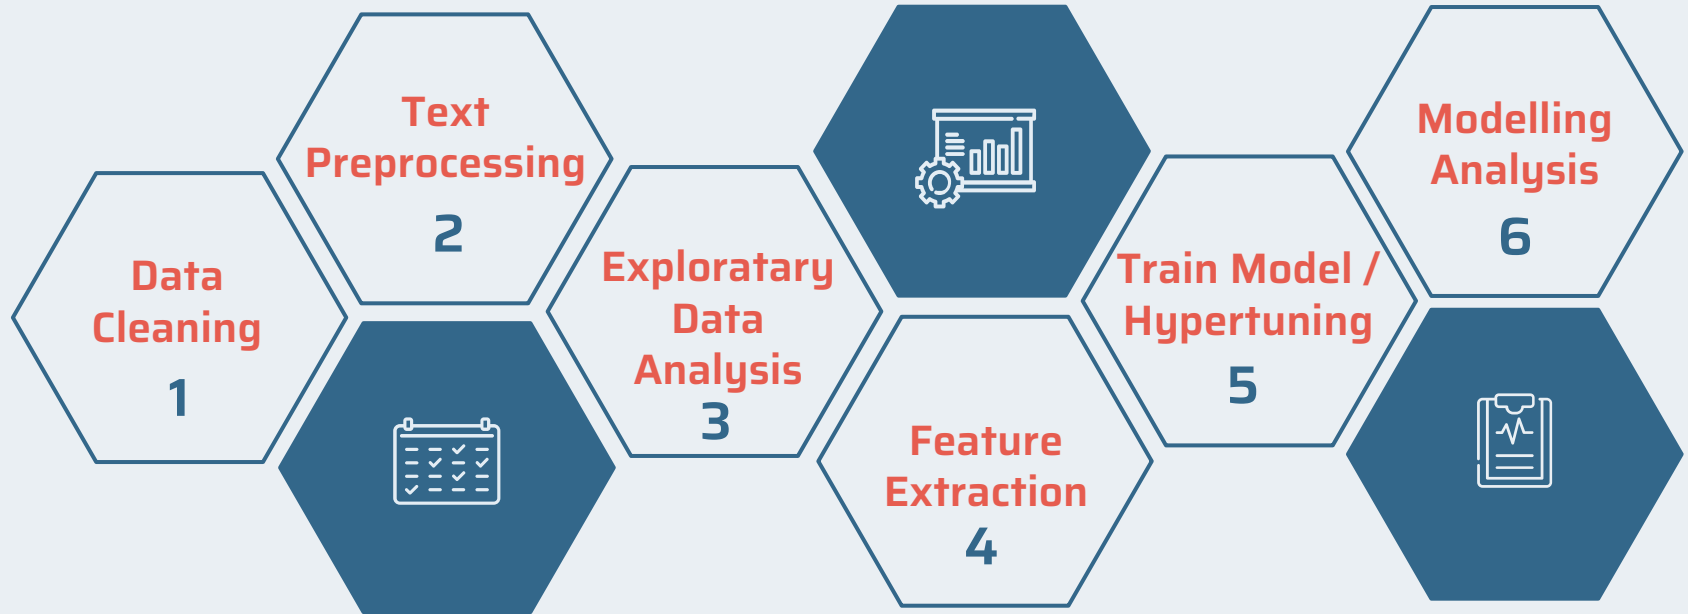 Data
Cleaning
1
Text
Preprocessing
2
Exploratary
Data
Analysis
3
Feature
Extraction
4
Train Model /
Hypertuning
5
Modelling
Analysis
6